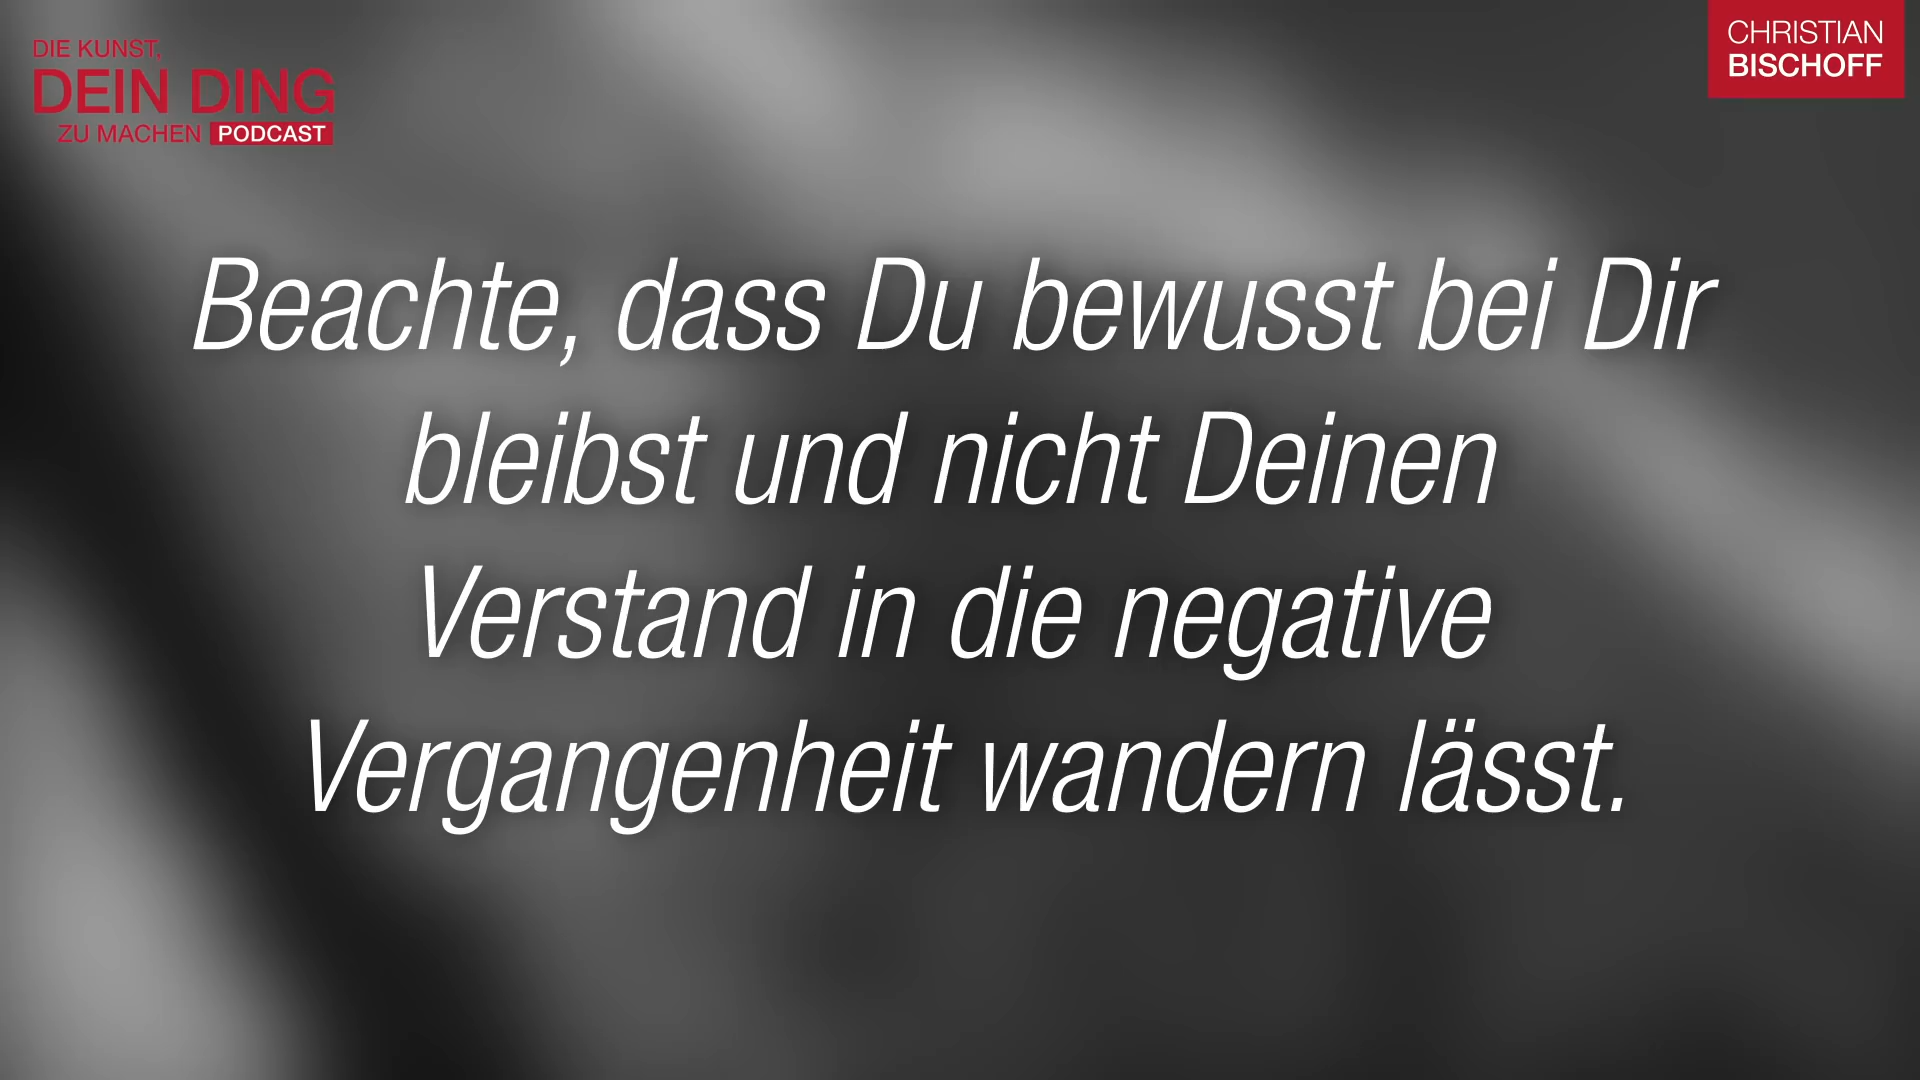 DIE KUNST,
DEIN DING
ZU MACHEN PODCAST
CHRISTIAN
BISCHOFF
Beachte, dass Du bewusst bei Dir
bleibst und nicht Deinen
Verstand in die negative
Vergangenheit wandern lässt.